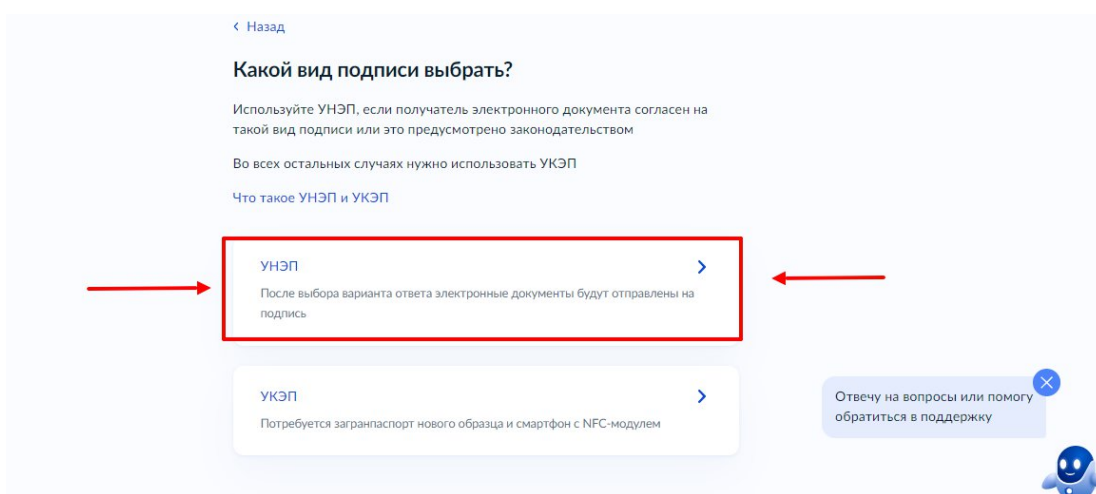 Назад
Какой вид подписи выбрать?
Используйте УНЭП, если получатель электронного документа согласен на
такой вид подписи или это предусмотрено законодательством
Во всех остальных случаях нужно использовать УКЭП
Что такое УНЭП и УКЭП
УНЭП
После выбора варианта ответа электронные документы будут отправлены на
подпись
УКЭП
Потребуется загранпаспорт нового образца и смартфон с NFC-модулем
Отвечу на вопросы или помогу
обратиться в поддержку